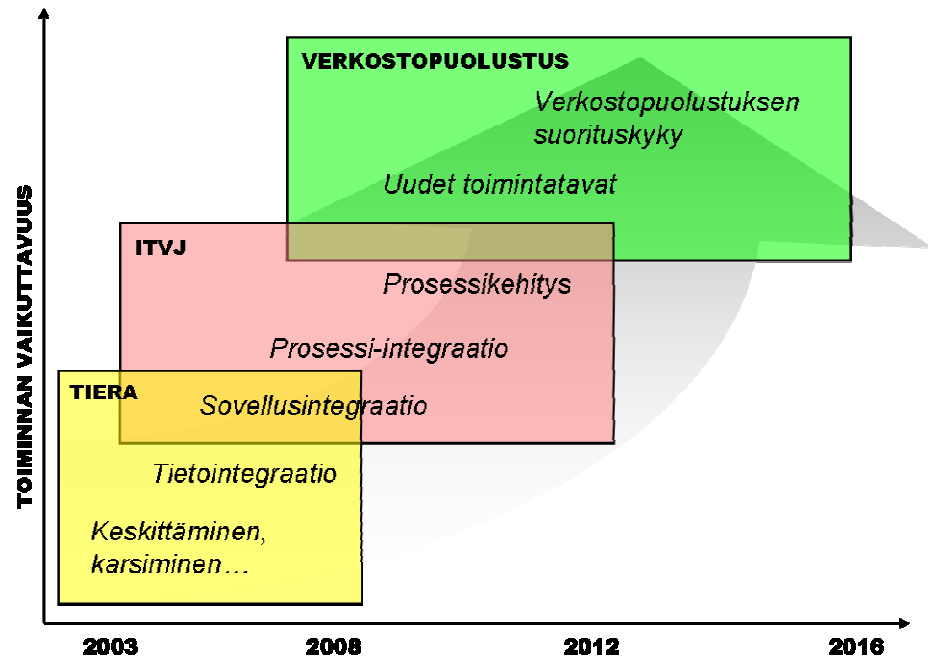 VERKOSTOPUOLUSTUS
Verkostopuolustuksen
suorituskyky
Uudet toimintatavat
ITVJ
Prosessikehitys
Prosessi-integraatio
TIERA
Sovellusintegraatio
Tietointegraatio
Keskittäminen,
karsiminen…
TOIMINNAN VAIKUTTAVUUS
2003 2008 2012 2016